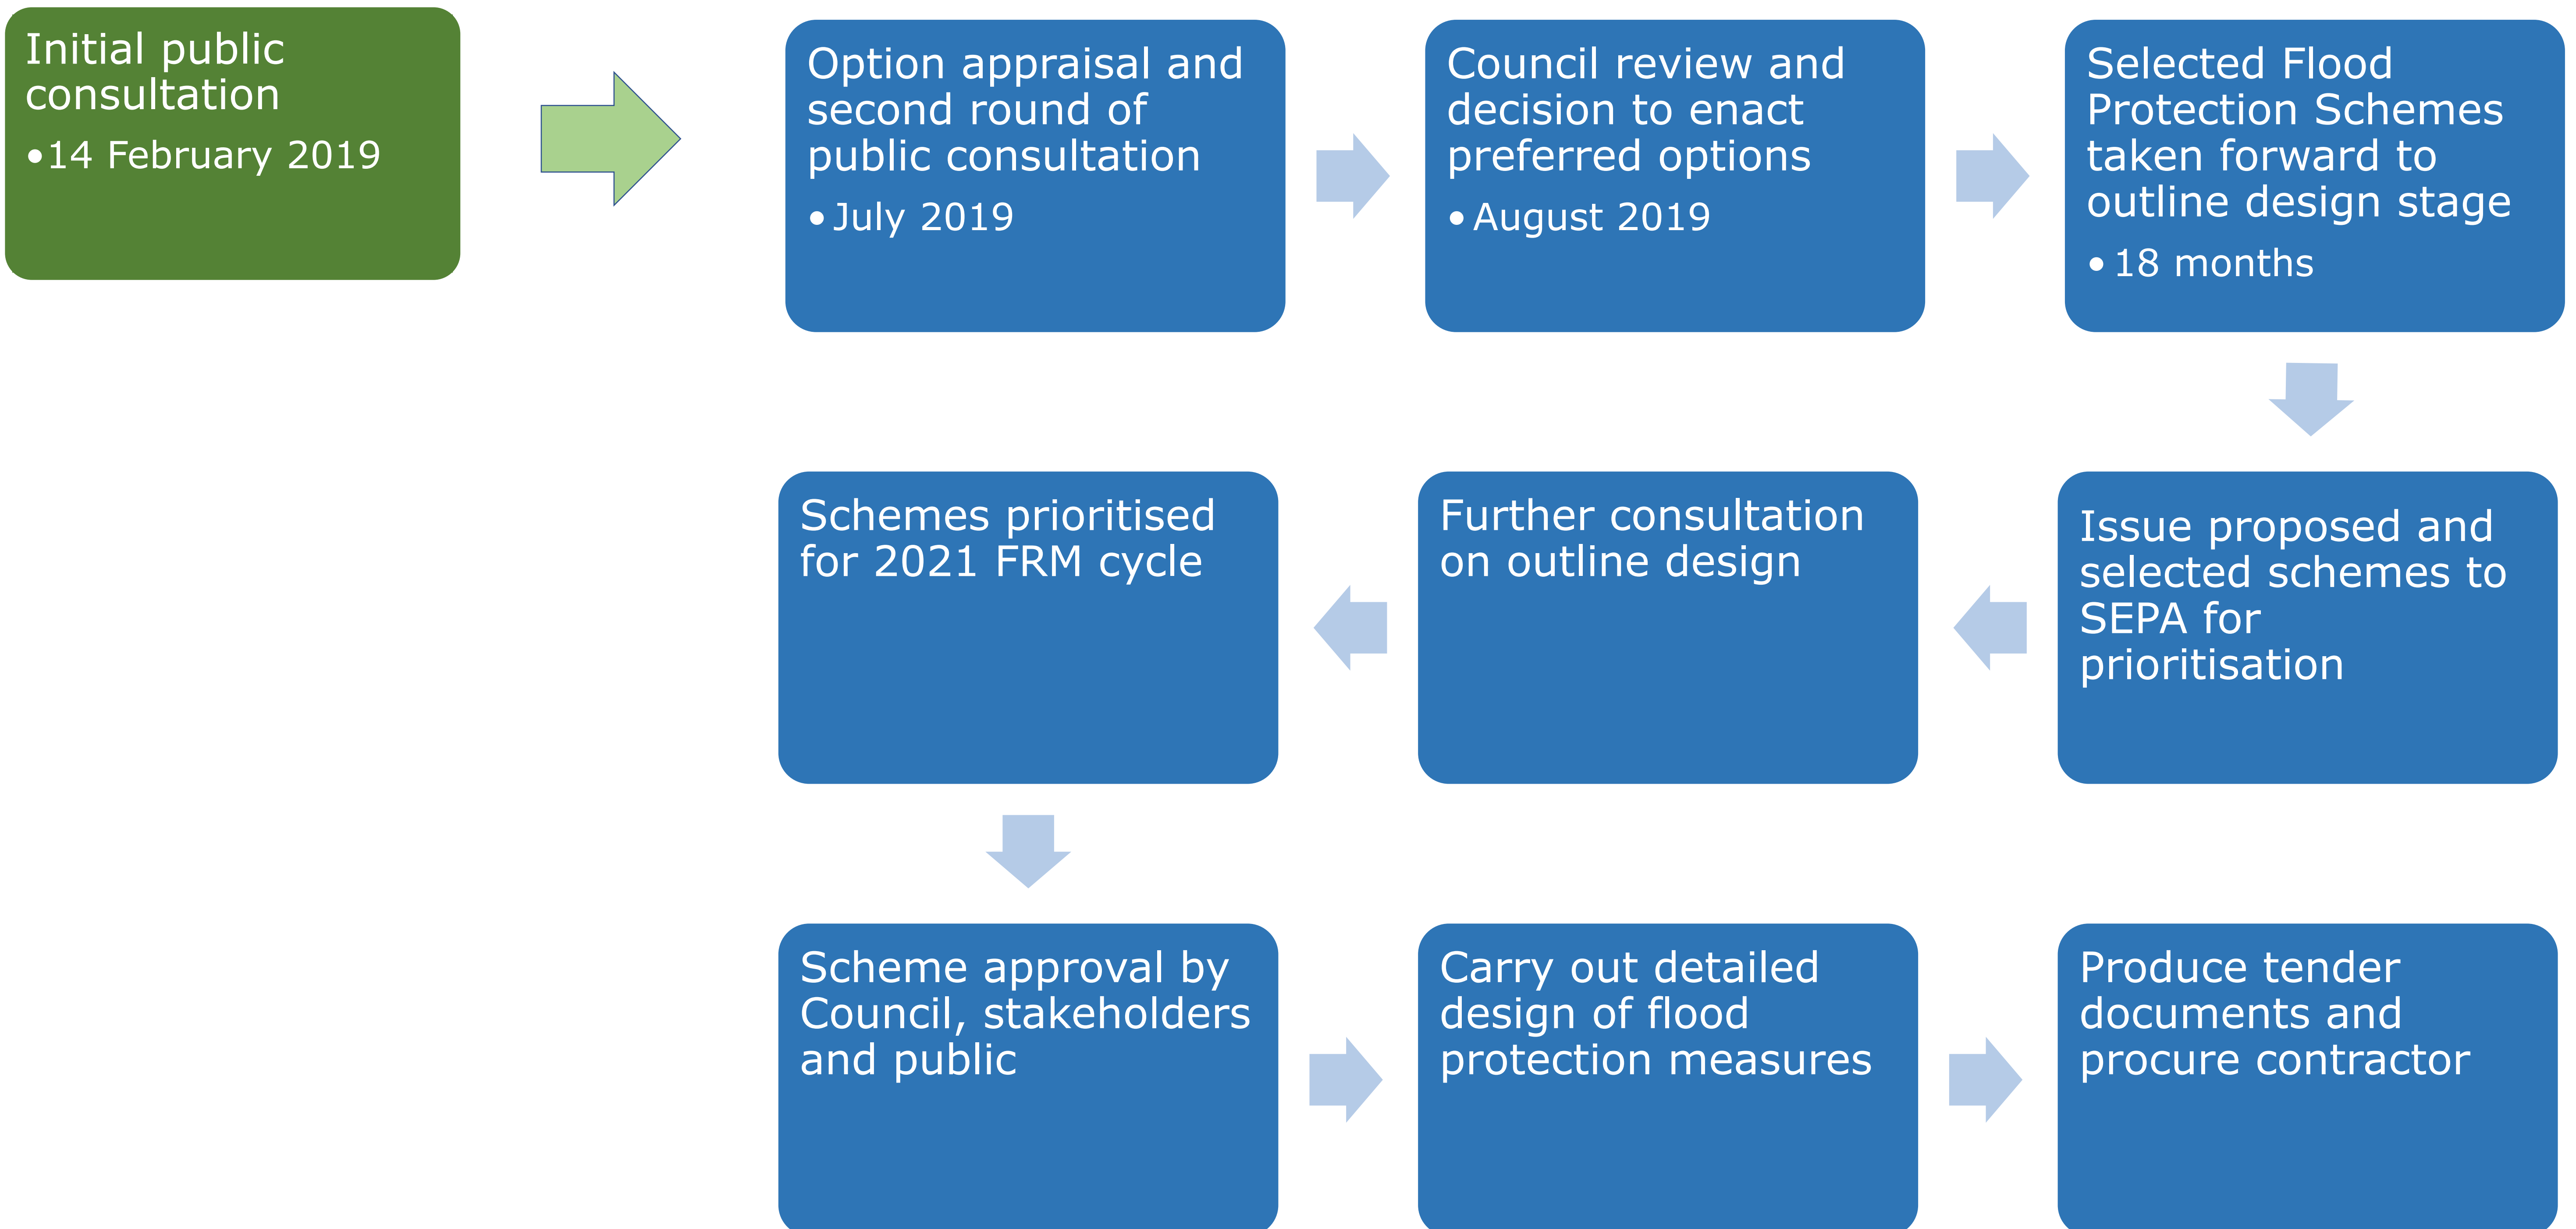 Initial public
consultation
•14 February 2019
Option appraisal and
second round of
public consultation
• July 2019
Council review and
decision to enact
preferred options
• August 2019
Selected Flood
Protection Schemes
taken forward to
outline design stage
• 18 months
Issue proposed and
selected schemes to
SEPA for
prioritisation
Further consultation
on outline design
Schemes prioritised
for 2021 FRM cycle
Scheme approval by
Council, stakeholders
and public
Carry out detailed
design of flood
protection measures
Produce tender
documents and
procure contractor